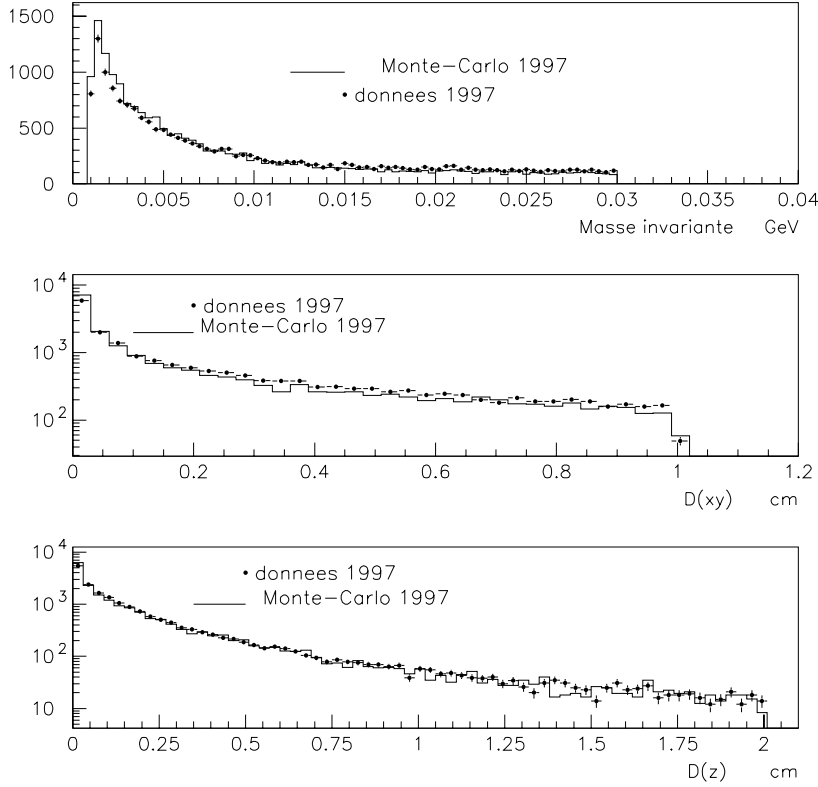 1500
1000
500
0
Monte-Carlo 1997
donnees 1997
0 0.005 0.01 0.015 0.02 0.025 0.03 0.035 0.04
Masse invariante GeV
10^4
10^3
10^2
donnees 1997
Monte-Carlo 1997
0 0.2 0.4 0.6 0.8 1 1.2
D(xy) cm
10^4
10^3
10^2
10
donnees 1997
Monte-Carlo 1997
0 0.25 0.5 0.75 1 1.25 1.5 1.75 2
D(z) cm